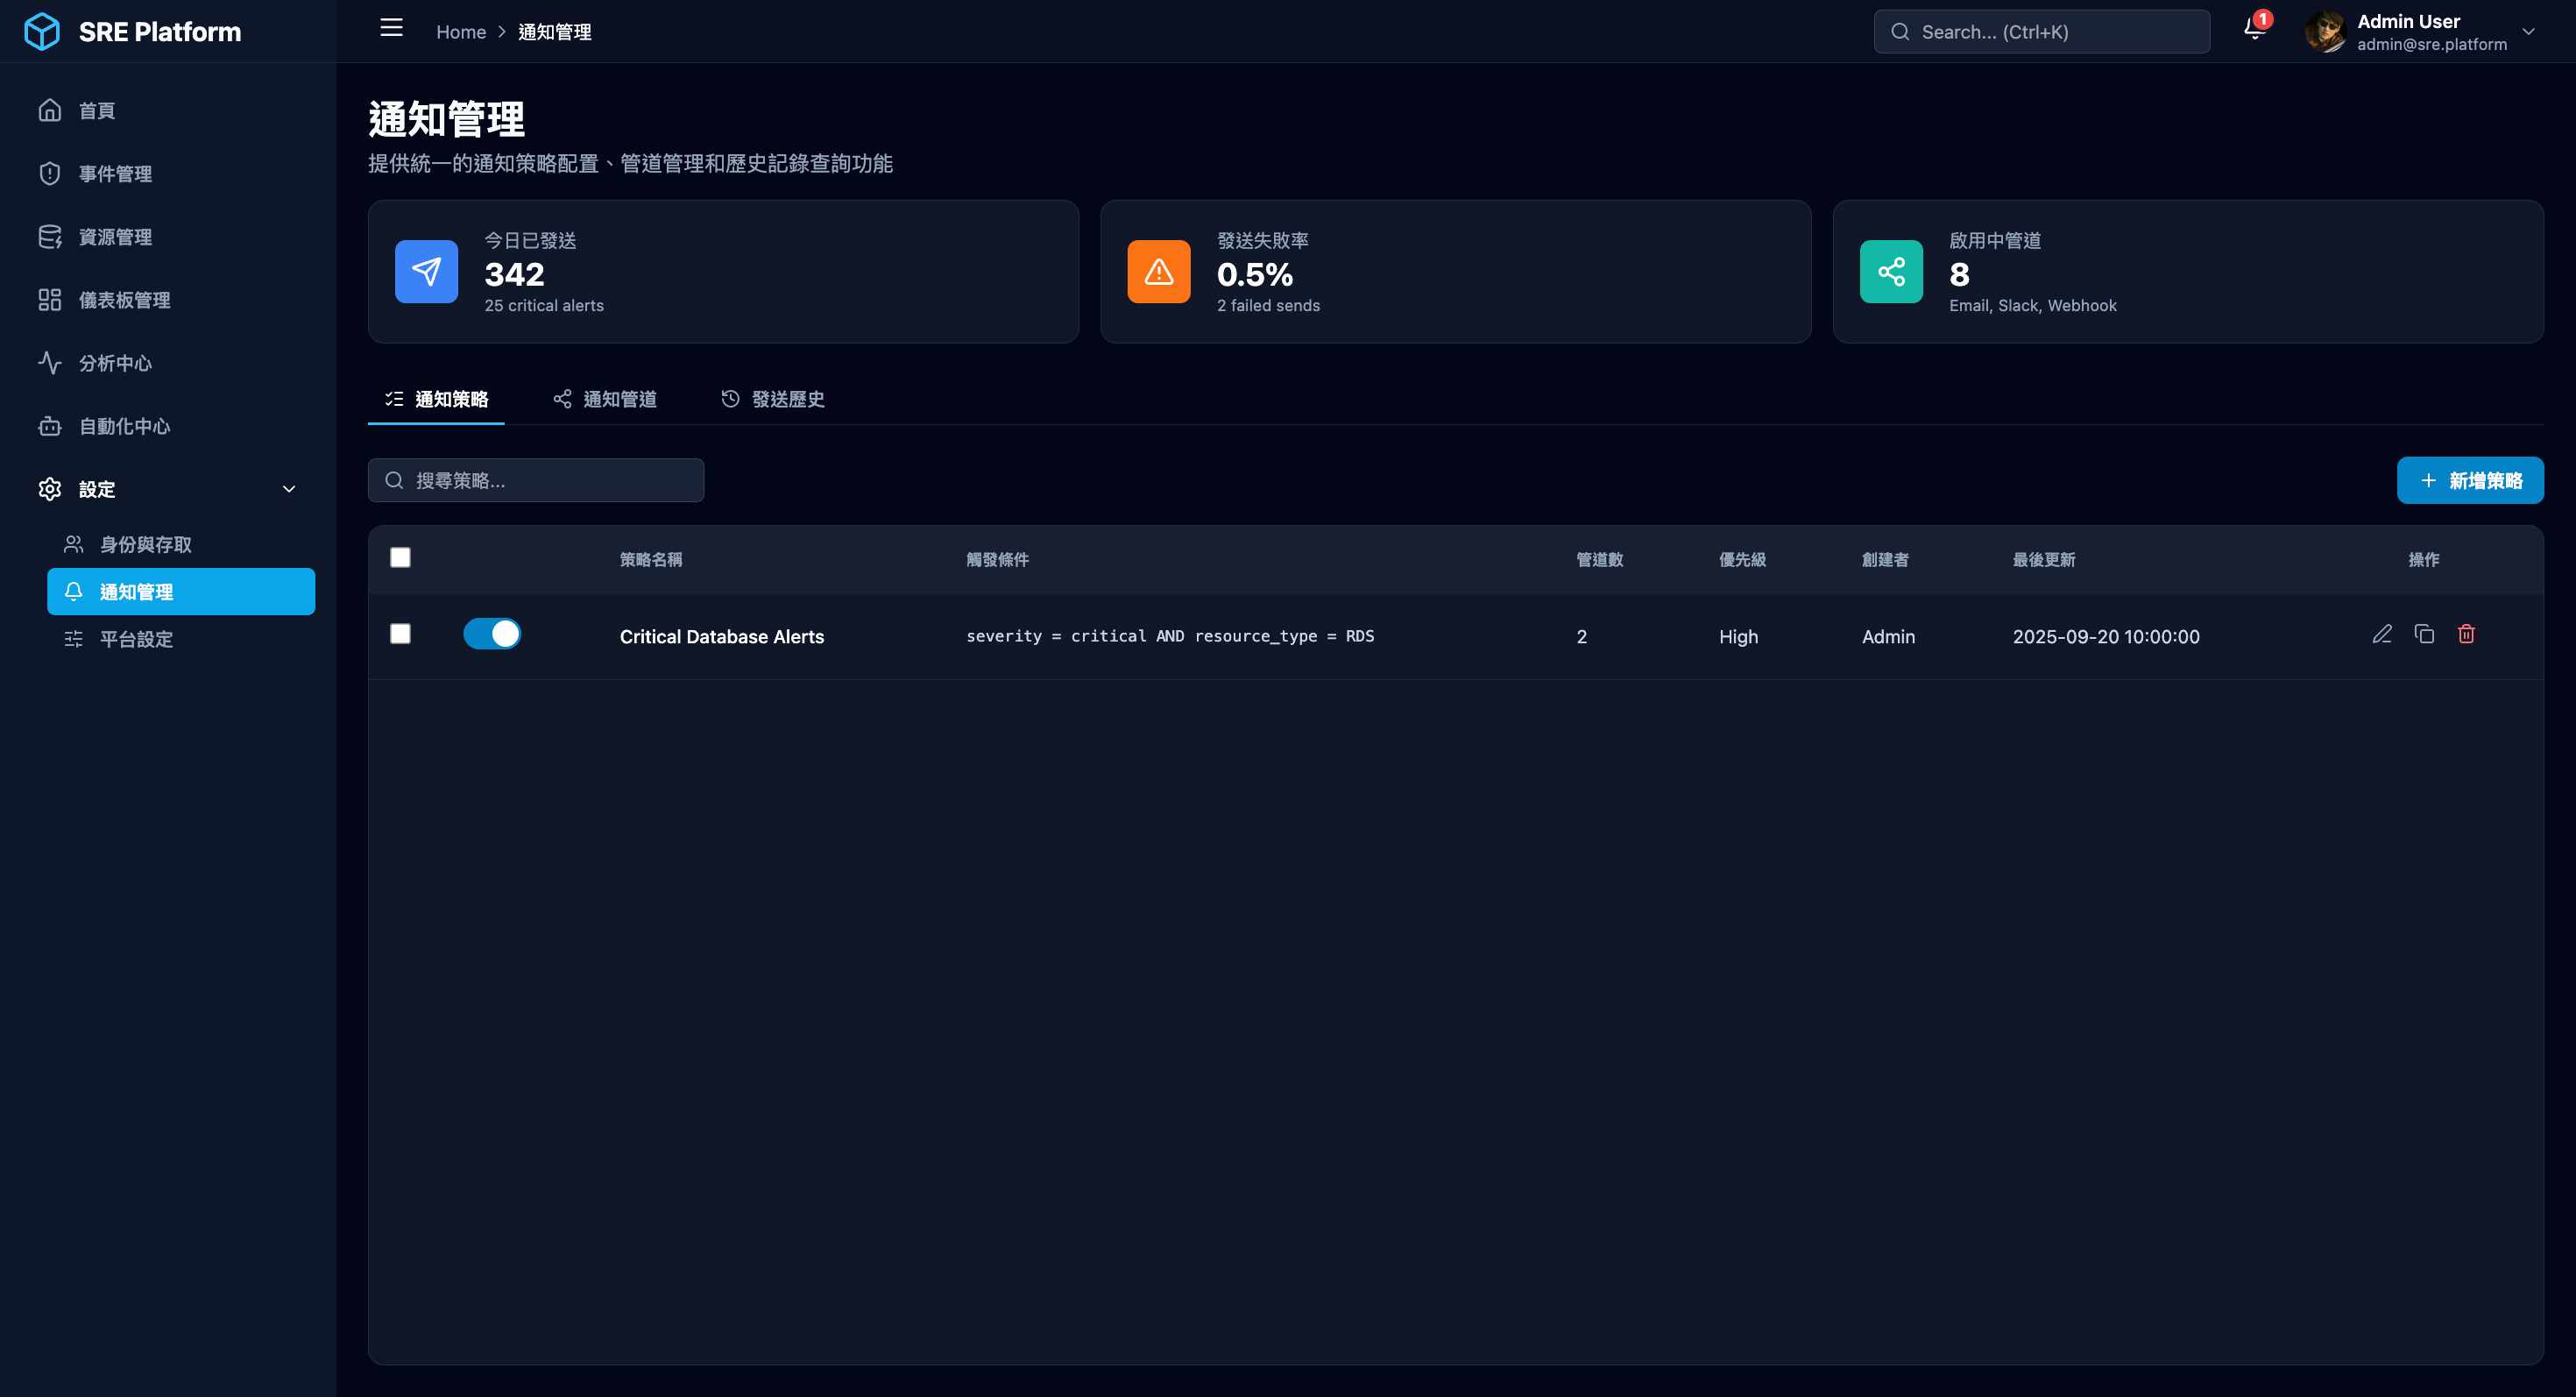 SRE Platform
Home > 通知管理
Search... (Ctrl+K)
1
Admin User
admin@sre.platform
首頁
事件管理
資源管理
儀表板管理
分析中心
自動化中心
設定
身份與存取
通知管理
平台設定
通知管理
提供統一的通知策略配置、管道管理和歷史記錄查詢功能
今日已發送
342
25 critical alerts
發送失敗率
0.5%
2 failed sends
啟用中管道
8
Email, Slack, Webhook
通知策略 通知管道 發送歷史
搜尋策略...
新增策略
策略名稱 觸發條件 管道數 優先級 創建者 最後更新 操作
Critical Database Alerts severity = critical AND resource_type = RDS 2 High Admin 2025-09-20 10:00:00